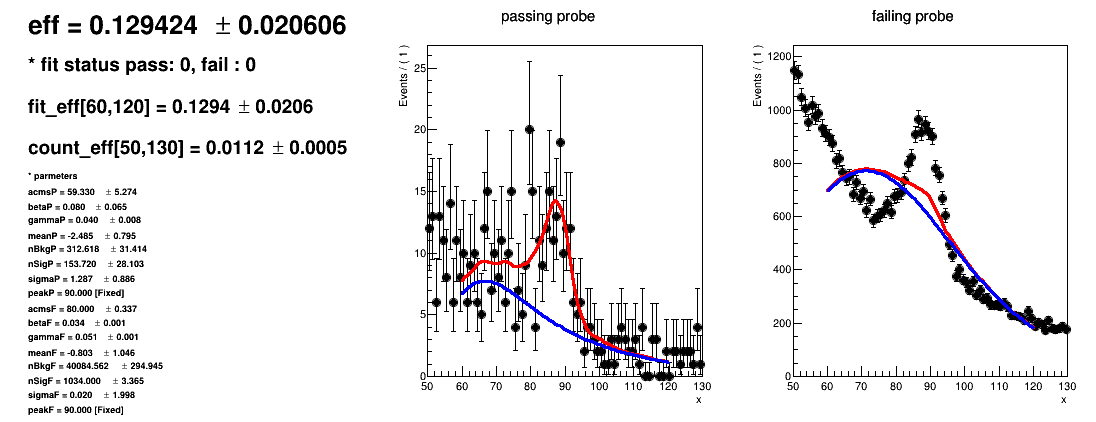 eff = 0.129424 ± 0.020606
* fit status pass: 0, fail : 0
fit_eff[60,120] = 0.1294 ± 0.0206
count_eff[50,130] = 0.0112 ± 0.0005
* parmeters
acmsP = 59.330 ± 5.274
betaP = 0.080 ± 0.065
gammaP = 0.040 ± 0.008
meanP = -2.485 ± 0.795
nBkgP = 312.618 ± 31.414
nSigP = 153.720 ± 28.103
sigmaP = 1.287 ± 0.886
peakP = 90.000 [Fixed]
acmsF = 80.000 ± 0.337
betaF = 0.034 ± 0.001
gammaF = 0.051 ± 0.001
meanF = -0.803 ± 1.046
nBkgF = 40084.562 ± 294.945
nSigF = 1034.000 ± 3.365
sigmaF = 0.020 ± 1.998
peakF = 90.000 [Fixed]
passing probe
Events / ( 1 )
25
20
15
10
5
0
50 60 70 80 90 100 110 120 130
x
failing probe
Events / ( 1 )
1200
1000
800
600
400
200
0
50 60 70 80 90 100 110 120 130
x